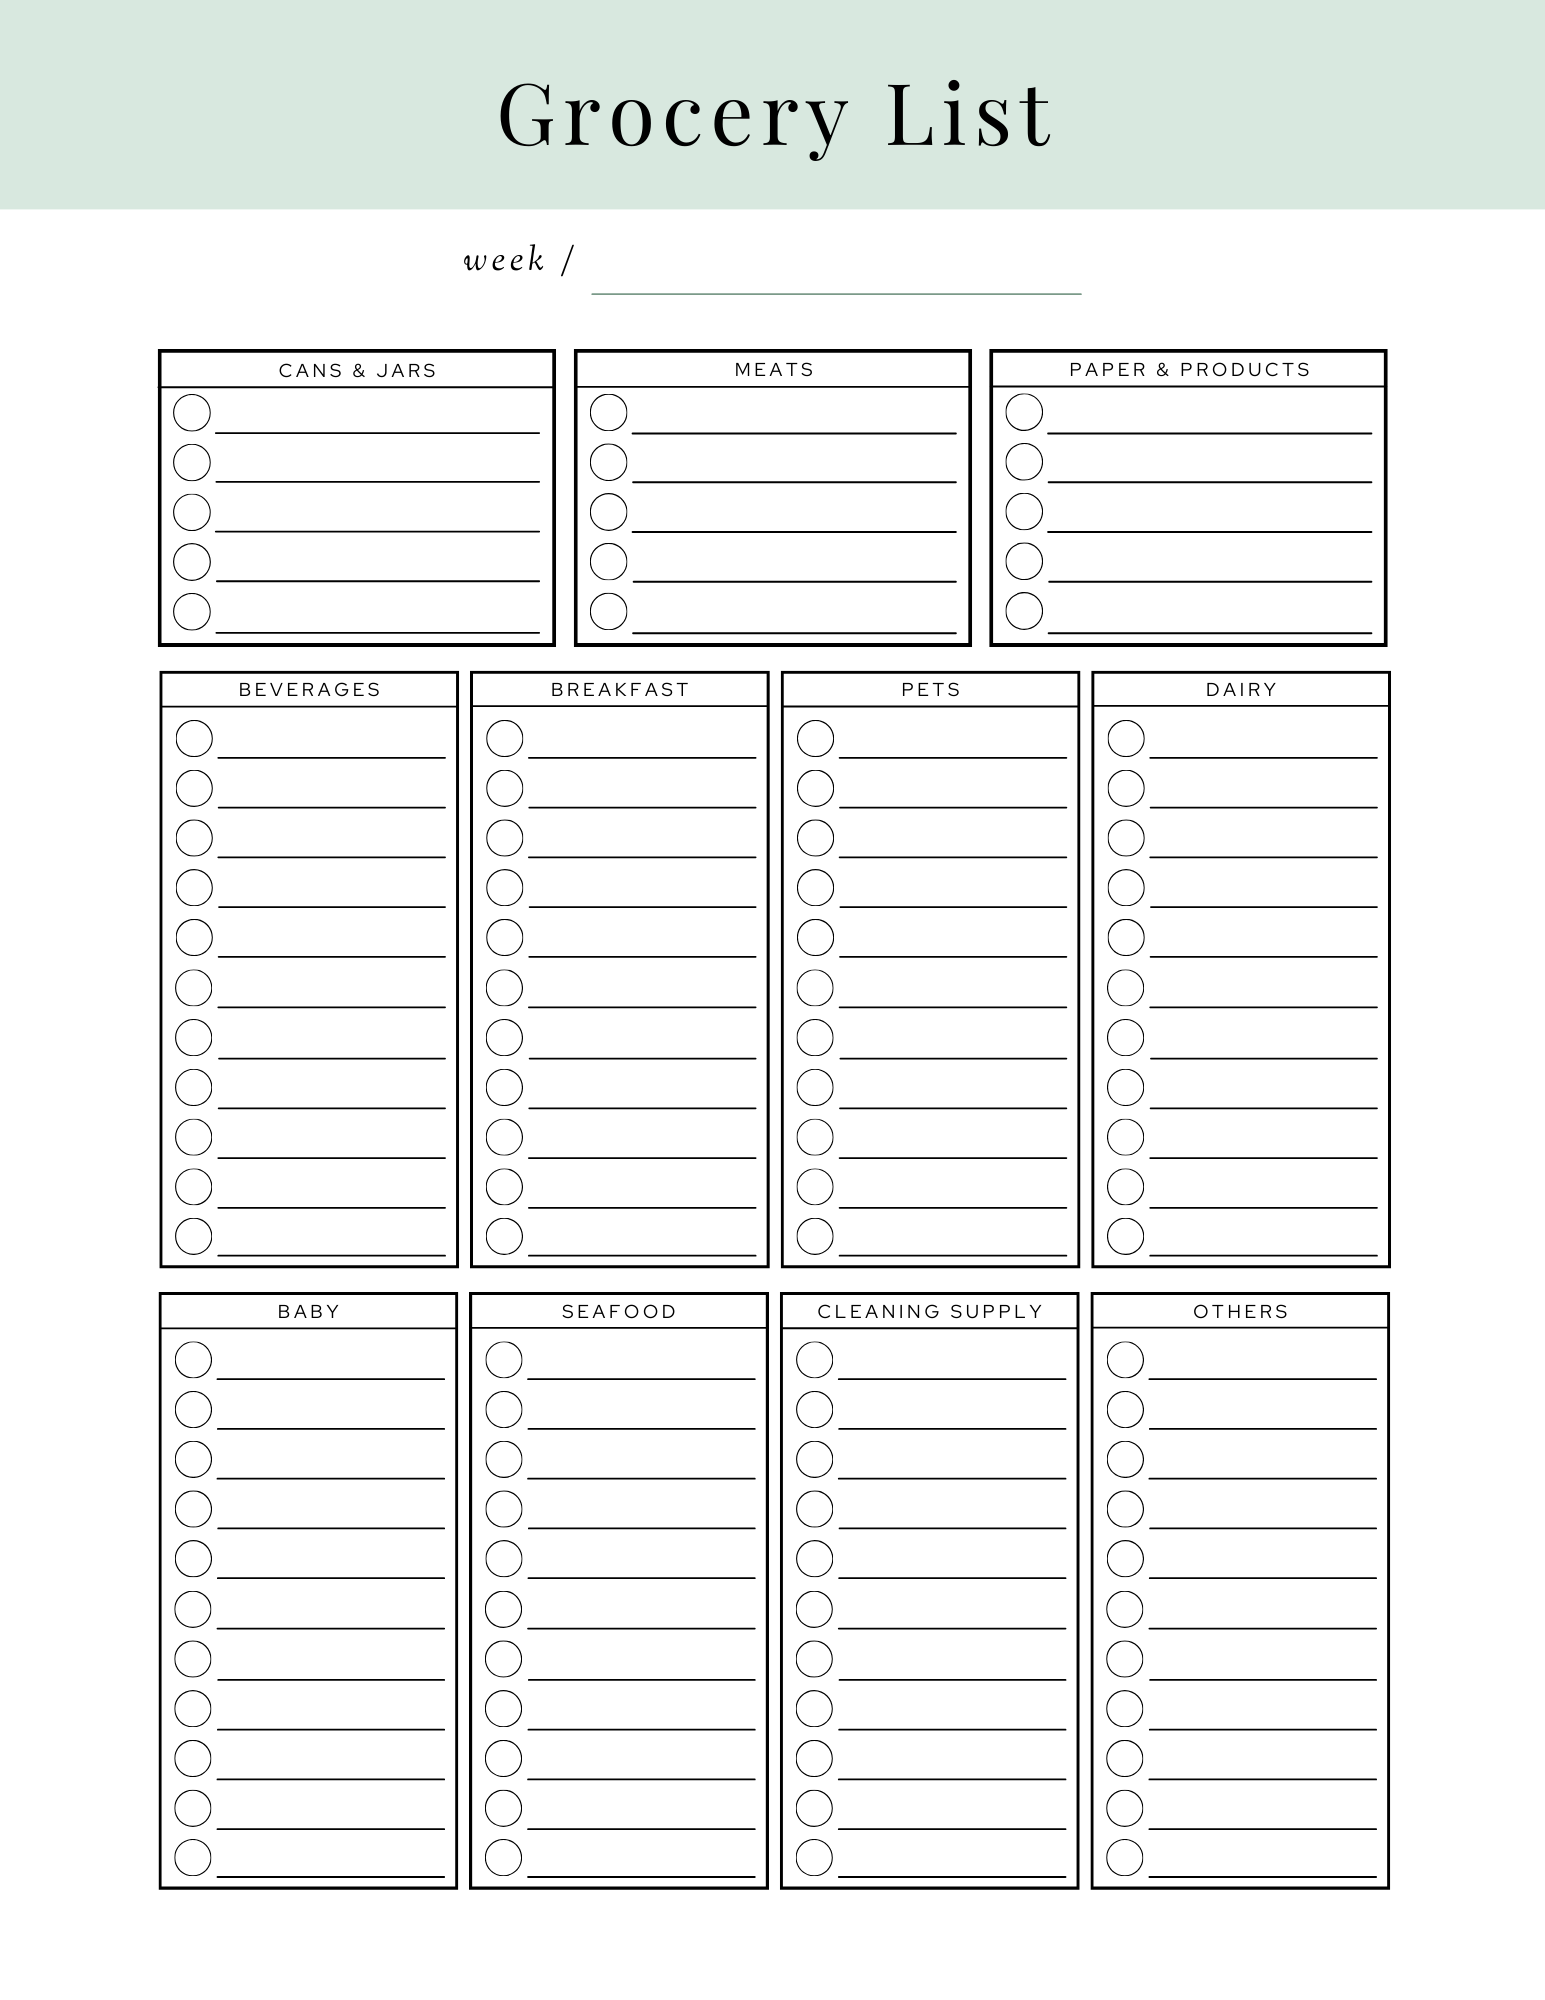 Grocery List
week /
CANS & JARS
MEATS
PAPER & PRODUCTS
BEVERAGES
BREAKFAST
PETS
DAIRY
BABY
SEAFOOD
CLEANING SUPPLY
OTHERS